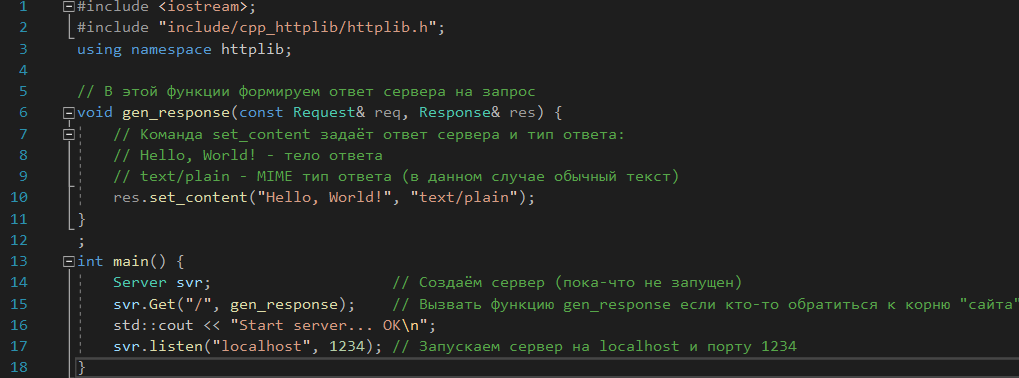 1 #include <iostream>;
2 #include "include/cpp_httplib/httplib.h";
3 using namespace httplib;
4
5 // В этой функции формируем ответ сервера на запрос
6 void gen_response(const Request& req, Response& res) {
7     // Команда set_content задаёт ответ сервера и тип ответа:
8     // Hello, World! - тело ответа
9     // text/plain - MIME тип ответа (в данном случае обычный текст)
10     res.set_content("Hello, World!", "text/plain");
11 }
12 ;
13 int main() {
14     Server svr;                    // Создаём сервер (пока-что не запущен)
15     svr.Get("/", gen_response);    // Вызвать функцию gen_response если кто-то обратиться к корню "сайта"
16     std::cout << "Start server... OK\n";
17     svr.listen("localhost", 1234); // Запускаем сервер на localhost и порту 1234
18 }